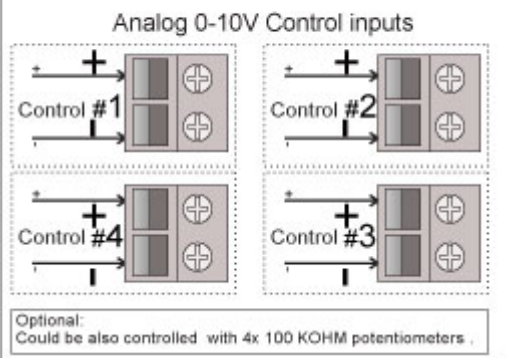 Analog 0-10V Control inputs
+ +
Control #1
- -
+ +
Control #2
- -
+ +
Control #4
- -
+ +
Control #3
- -
Optional:
Could be also controlled with 4x 100 KOHM potentiometers .